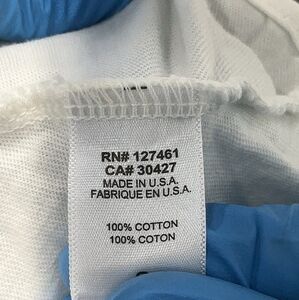 RN# 127461
CA# 30427
MADE IN U.S.A.
FABRIQUE EN U.S.A.
100% COTTON
100% COTON